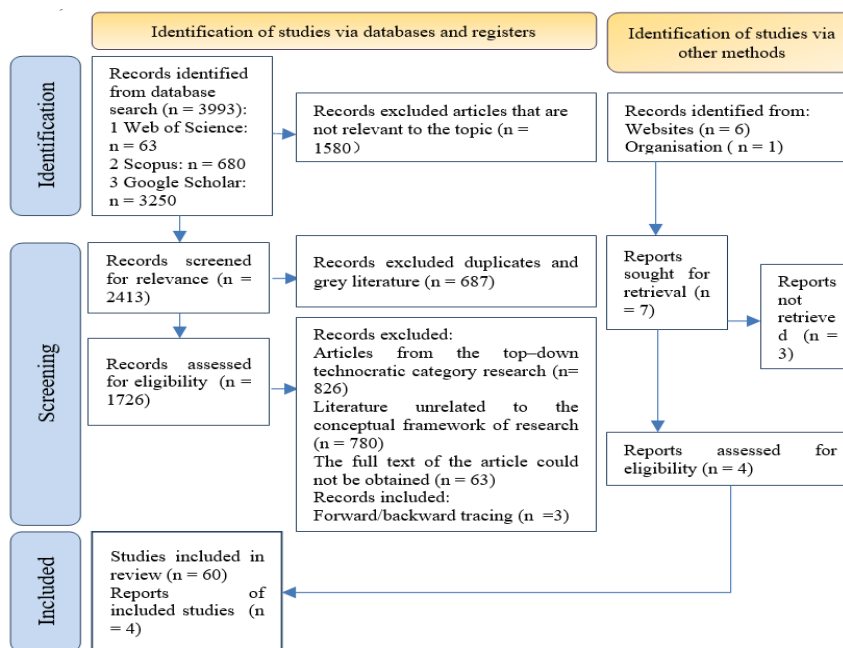 Identification of studies via databases and registers
Identification of studies via
other methods
Identification
Records identified
from database
search (n = 3993):
1 Web of Science:
n = 63
2 Scopus: n = 680
3 Google Scholar:
n = 3250
Records excluded articles that are
not relevant to the topic (n =
1580）
Records identified from:
Websites (n = 6)
Organisation ( n = 1)
Screening
Records screened
for relevance (n =
2413)
Records excluded duplicates and
grey literature (n = 687)
Reports
sought for
retrieval (n
= 7)
Reports
not
retrieve
d (n =
3)
Records assessed
for eligibility (n =
1726)
Records excluded:
Articles from the top–down
technocratic category research (n=
826)
Literature unrelated to the
conceptual framework of research
(n = 780)
The full text of the article could
not be obtained (n = 63)
Records included:
Forward/backward tracing (n =3)
Reports assessed for
eligibility (n = 4)
Included
Studies included in
review (n = 60)
Reports of
included studies (n
= 4)